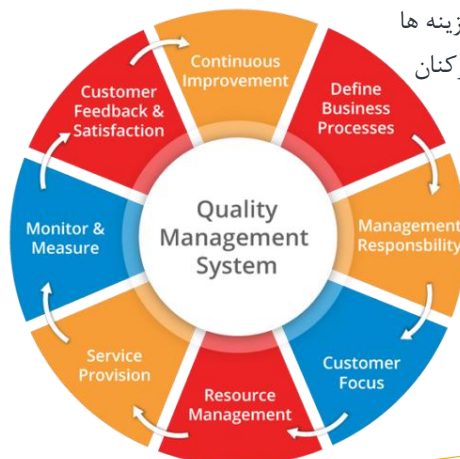 زینه ها
رکنان
Continuous
Improvement
Define
Business
Processes
Management
Responsbility
Customer
Focus
Resource
Management
Service
Provision
Monitor &
Measure
Customer
Feedback &
Satisfaction
Quality
Management
System